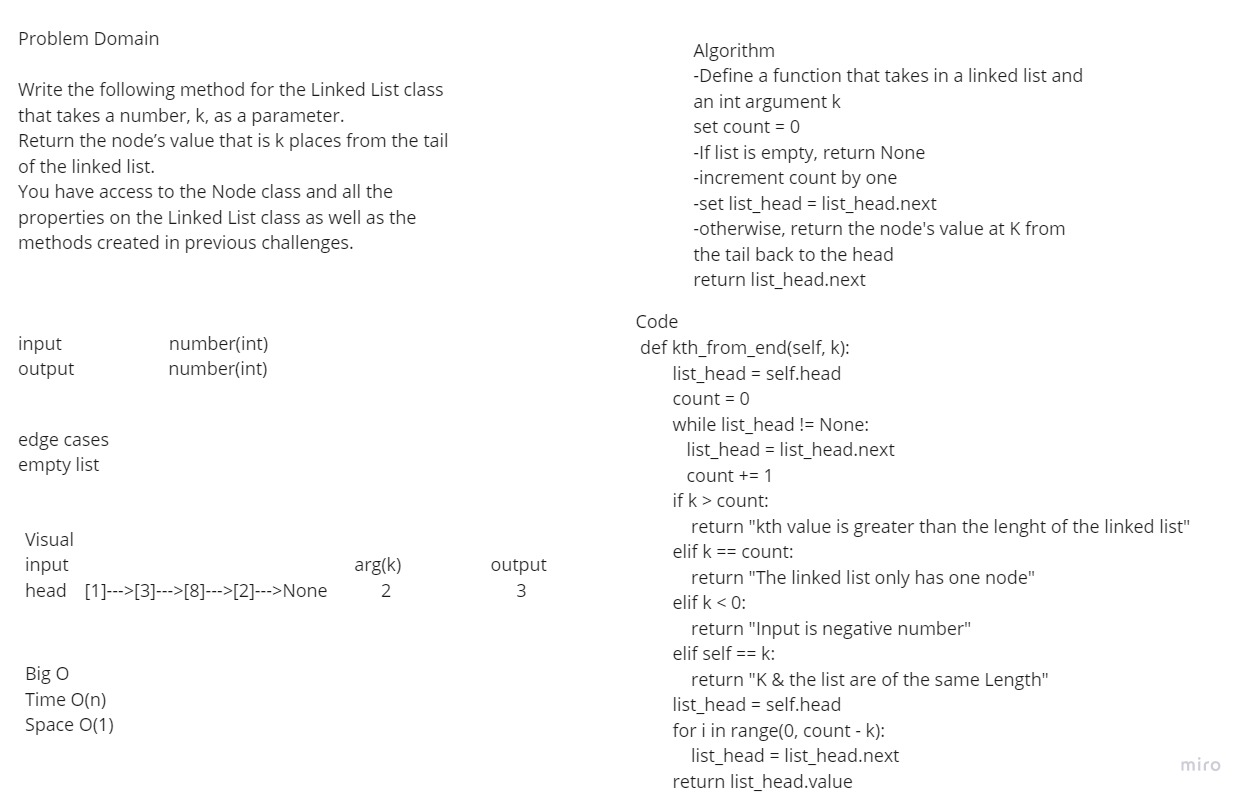 Problem Domain
Write the following method for the Linked List class
that takes a number, k, as a parameter.
Return the node’s value that is k places from the tail
of the linked list.
You have access to the Node class and all the
properties on the Linked List class as well as the
methods created in previous challenges.
input number(int)
output number(int)
edge cases
empty list
Visual
input arg(k) output
head [1]--->[3]--->[8]--->[2]--->None 2 3
Big O
Time O(n)
Space O(1)
Algorithm
-Define a function that takes in a linked list and
an int argument k
set count = 0
-If list is empty, return None
-increment count by one
-set list_head = list_head.next
-otherwise, return the node's value at K from
the tail back to the head
return list_head.next
Code
def kth_from_end(self, k):
list_head = self.head
count = 0
while list_head != None:
list_head = list_head.next
count += 1
if k > count:
return "kth value is greater than the lenght of the linked list"
elif k == count:
return "The linked list only has one node"
elif k < 0:
return "Input is negative number"
elif self == k:
return "K & the list are of the same Length"
list_head = self.head
for i in range(0, count - k):
list_head = list_head.next
return list_head.value
miro